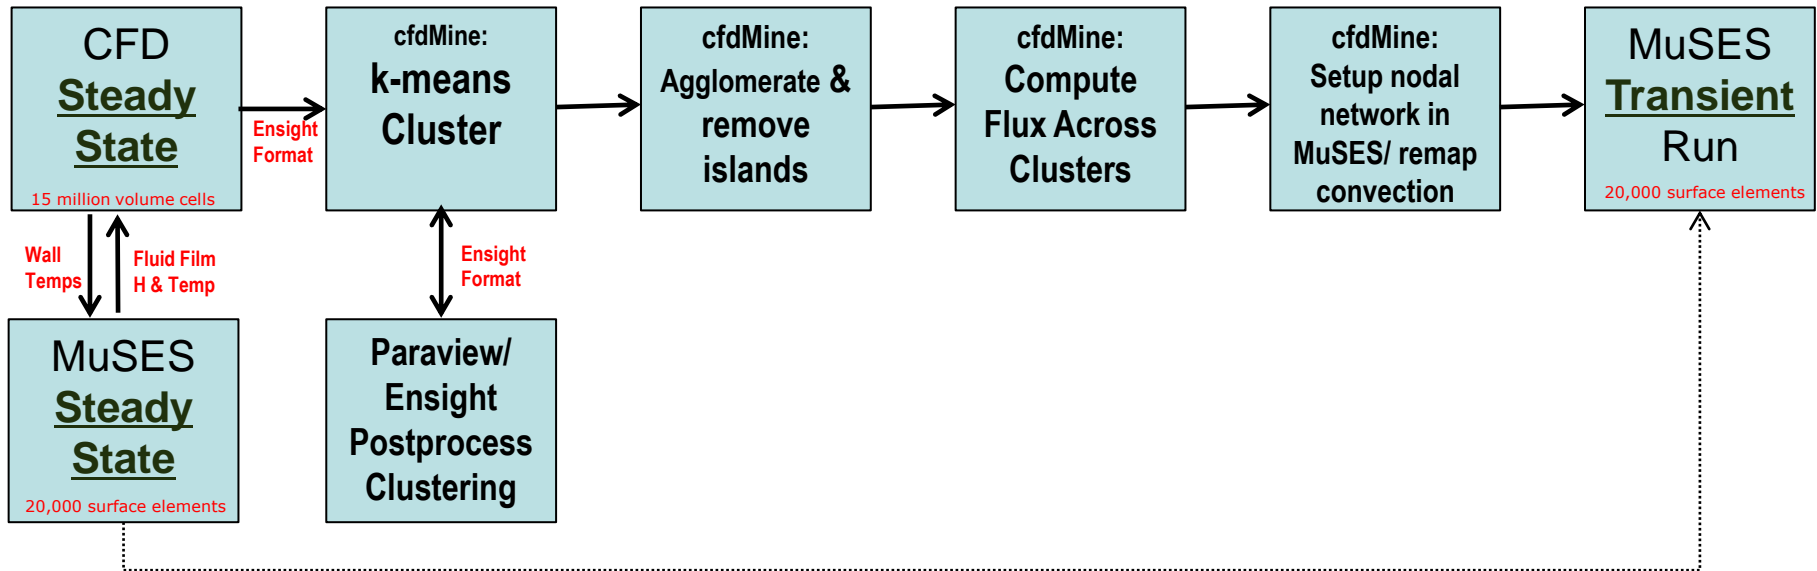 CFD
Steady
State
15 million volume cells
Ensight
Format
cfdMine:
k-means
Cluster
cfdMine:
Agglomerate &
remove
islands
cfdMine:
Compute
Flux Across
Clusters
cfdMine:
Setup nodal
network in
MuSES/ remap
convection
MuSES
Transient
Run
20,000 surface elements
Wall
Temps
Fluid Film
H & Temp
Ensight
Format
MuSES
Steady
State
20,000 surface elements
Paraview/
Ensight
Postprocess
Clustering